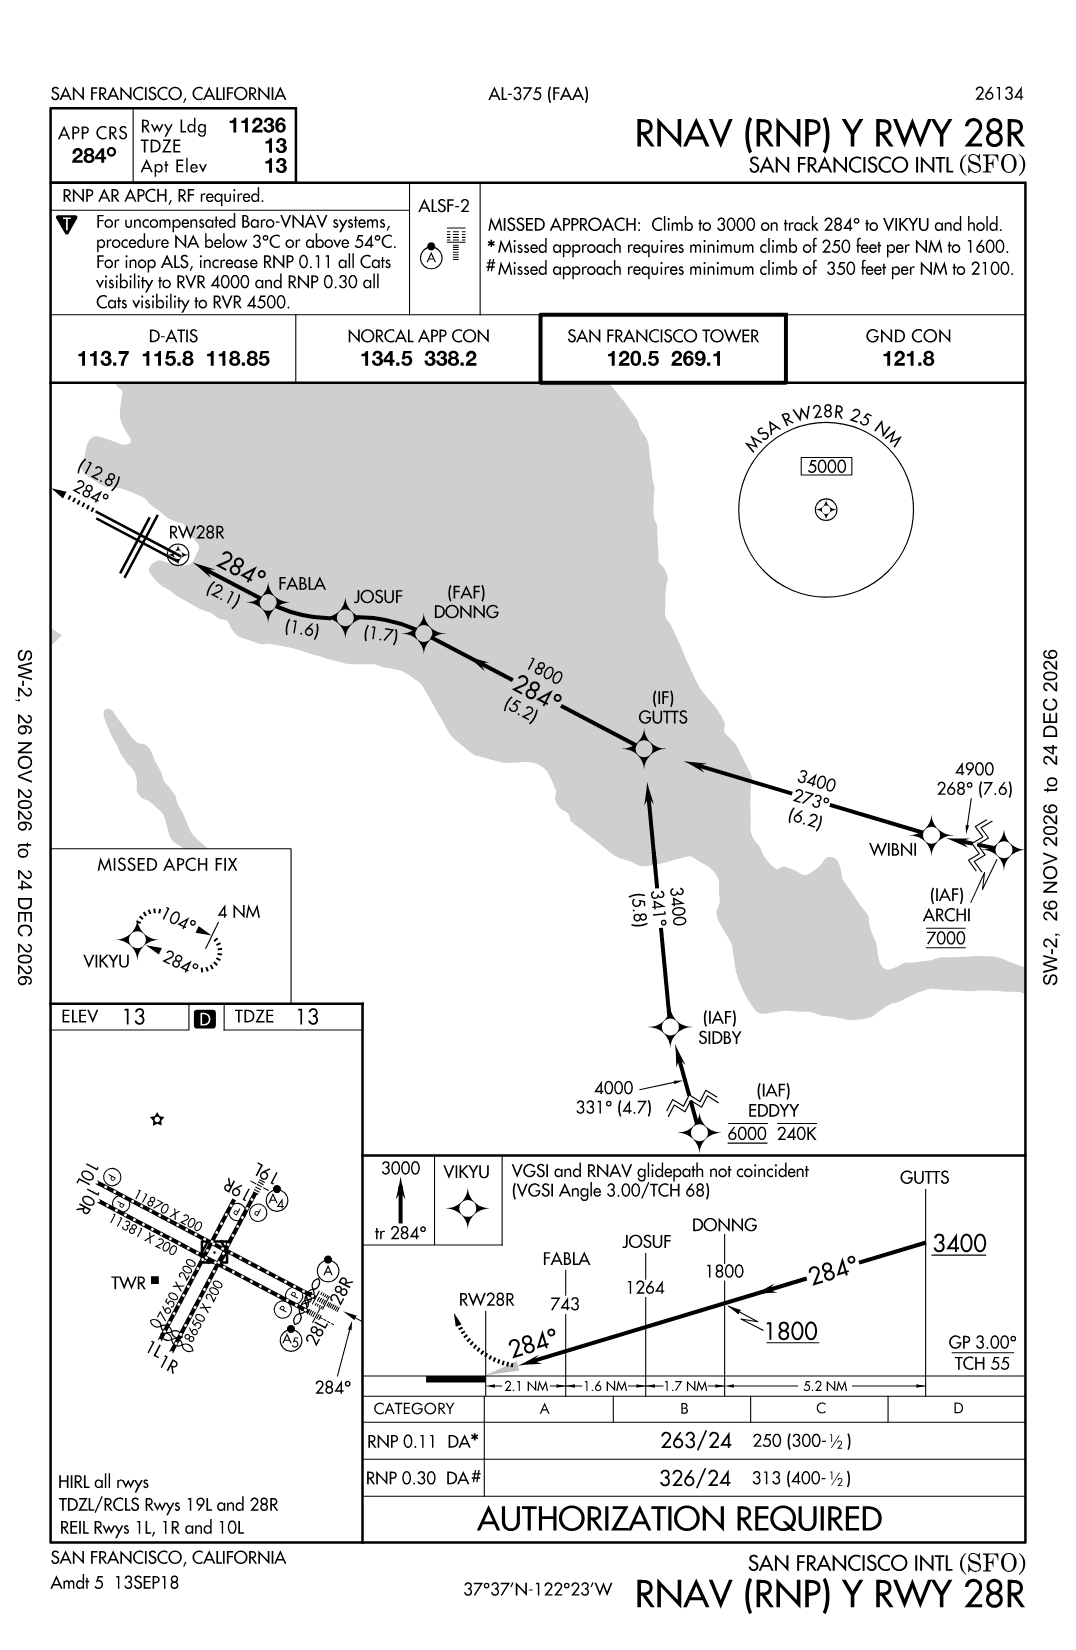 SAN FRANCISCO, CALIFORNIA
AL-375 (FAA)
26134
RNAV (RNP) Y RWY 28R
SAN FRANCISCO INTL (SFO)
APP CRS
284°
Rwy Ldg 11236
TDZE 13
Apt Elev 13
RNP AR APCH, RF required.
T
For uncompensated Baro-VNAV systems,
procedure NA below 3°C or above 54°C.
For inop ALS, increase RNP 0.11 all Cats
visibility to RVR 4000 and RNP 0.30 all
Cats visibility to RVR 4500.
ALSF-2
A
MISSED APPROACH: Climb to 3000 on track 284° to VIKYU and hold.
*Missed approach requires minimum climb of 250 feet per NM to 1600.
#Missed approach requires minimum climb of 350 feet per NM to 2100.
D-ATIS
113.7 115.8 118.85
NORCAL APP CON
134.5 338.2
SAN FRANCISCO TOWER
120.5 269.1
GND CON
121.8
MSA RW28R 25 NM
5000
(12.8)
284°
RW28R
284°
(2.1)
FABLA
(1.6)
JOSUF
(1.7)
(FAF)
DONNG
1800
284°
(5.2)
(IF)
GUTTS
3400
273°
(6.2)
WIBNI
4900
268° (7.6)
(IAF)
ARCHI
7000
3400
341°
(5.8)
(IAF)
SIDBY
4000
331° (4.7)
(IAF)
EDDYY
6000 240K
MISSED APCH FIX
104°
4 NM
284°
VIKYU
SW-2, 26 NOV 2026 to 24 DEC 2026
SW-2, 26 NOV 2026 to 24 DEC 2026
ELEV 13
D
TDZE 13
10L
10R
P
P
11870 X 200
11381 X 200
19L
19R
A4
P
P
TWR
7650 X 200
8650 X 200
1L
1R
P
P
A
A5
28R
28L
284°
HIRL all rwys
TDZL/RCLS Rwys 19L and 28R
REIL Rwys 1L, 1R and 10L
3000
tr 284°
VIKYU
VGSI and RNAV glidepath not coincident
(VGSI Angle 3.00/TCH 68)
GUTTS
DONNG
JOSUF
FABLA
RW28R
3400
284°
1800
1264
743
1800
284°
GP 3.00°
TCH 55
2.1 NM
1.6 NM
1.7 NM
5.2 NM
CATEGORY A B C D
RNP 0.11 DA* 263/24 250 (300-½)
RNP 0.30 DA# 326/24 313 (400-½)
AUTHORIZATION REQUIRED
SAN FRANCISCO, CALIFORNIA
Amdt 5 13SEP18
37°37'N-122°23'W
SAN FRANCISCO INTL (SFO)
RNAV (RNP) Y RWY 28R